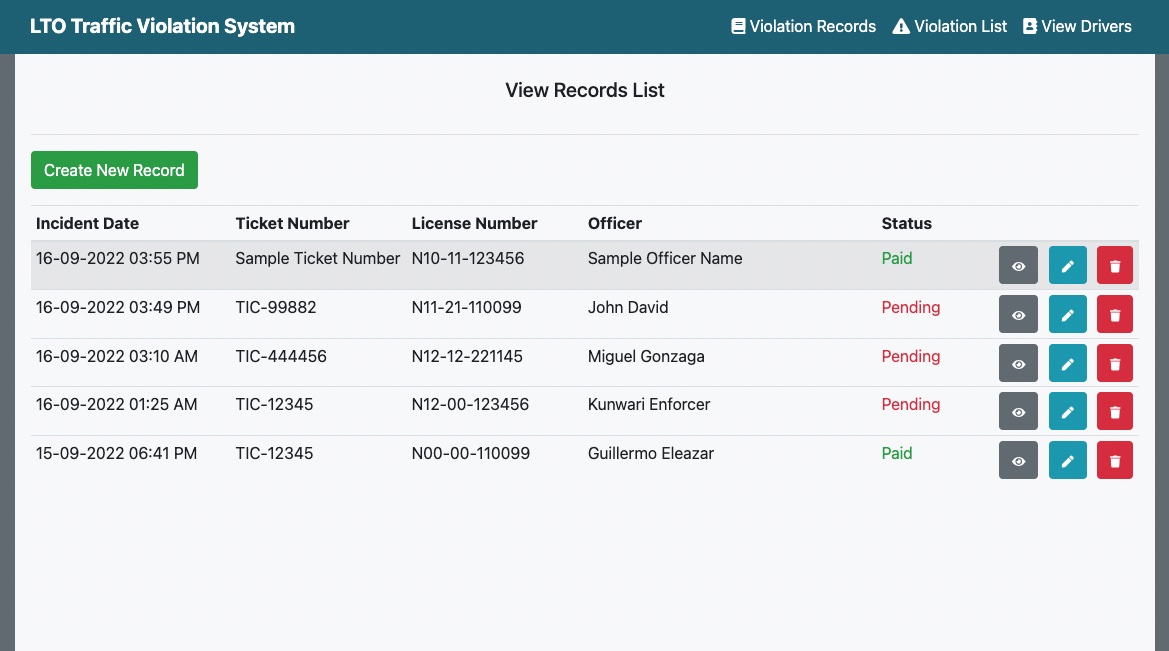 LTO Traffic Violation System Violation Records Violation List View Drivers
View Records List
Create New Record
Incident Date Ticket Number License Number Officer Status
16-09-2022 03:55 PM Sample Ticket Number N10-11-123456 Sample Officer Name Paid
16-09-2022 03:49 PM TIC-99882 N11-21-110099 John David Pending
16-09-2022 03:10 AM TIC-444456 N12-12-221145 Miguel Gonzaga Pending
16-09-2022 01:25 AM TIC-12345 N12-00-123456 Kunwari Enforcer Pending
15-09-2022 06:41 PM TIC-12345 N00-00-110099 Guillermo Eleazar Paid